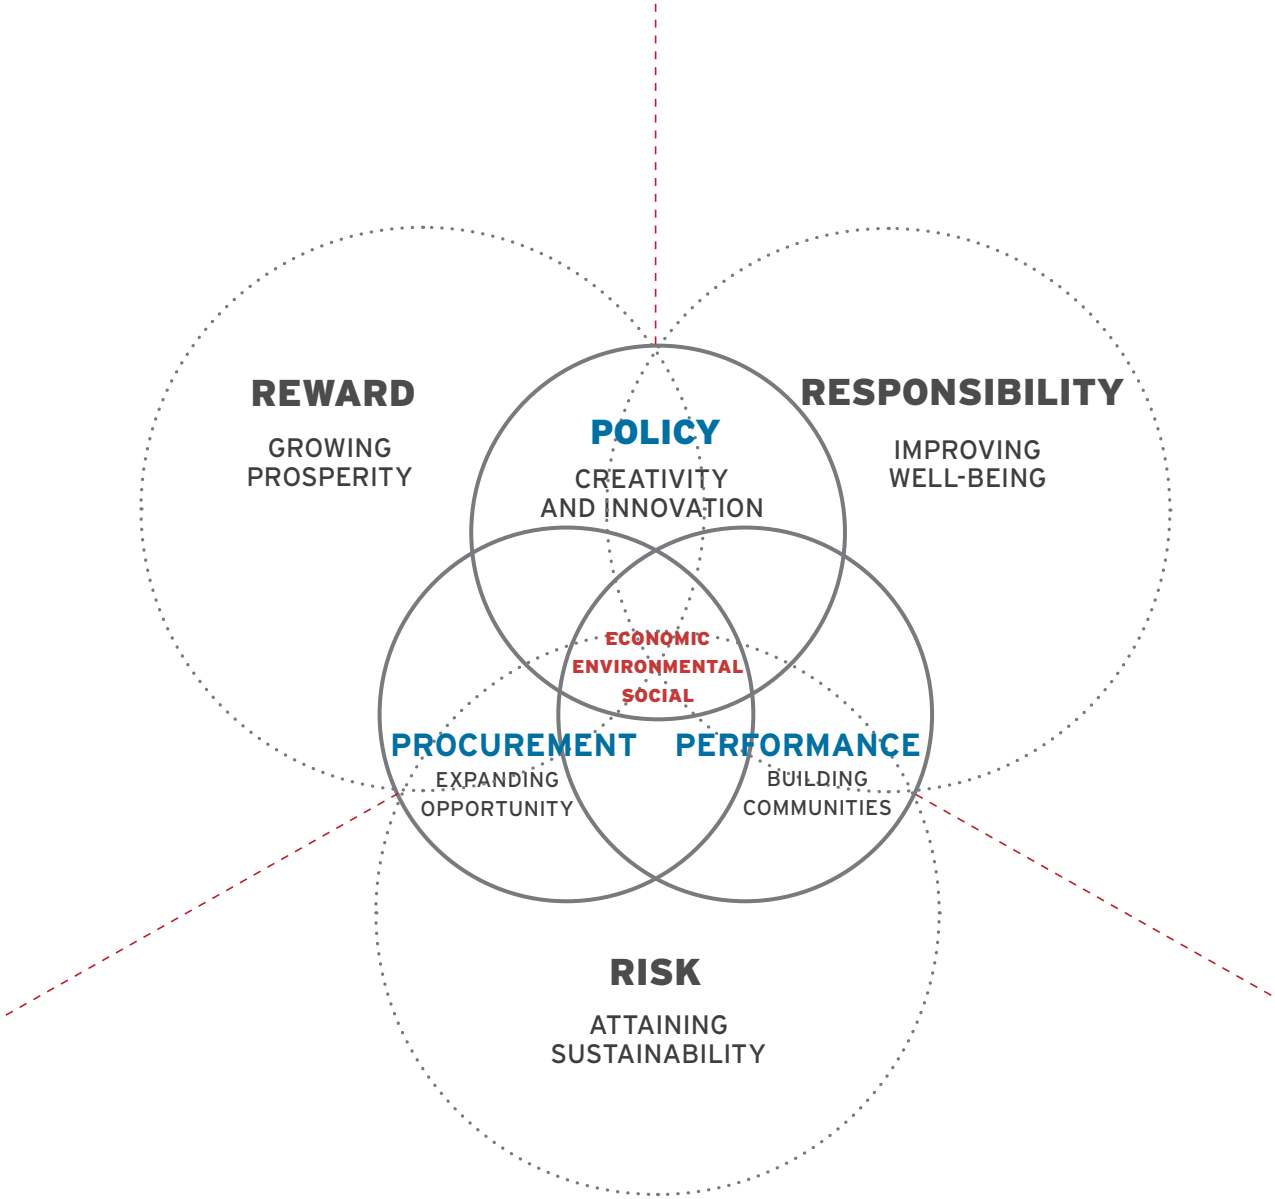 REWARD
GROWING
PROSPERITY
POLICY
CREATIVITY
AND INNOVATION
RESPONSIBILITY
IMPROVING
WELL-BEING
ECONOMIC
ENVIRONMENTAL
SOCIAL
PROCUREMENT
EXPANDING
OPPORTUNITY
PERFORMANCE
BUILDING
COMMUNITIES
RISK
ATTAINING
SUSTAINABILITY